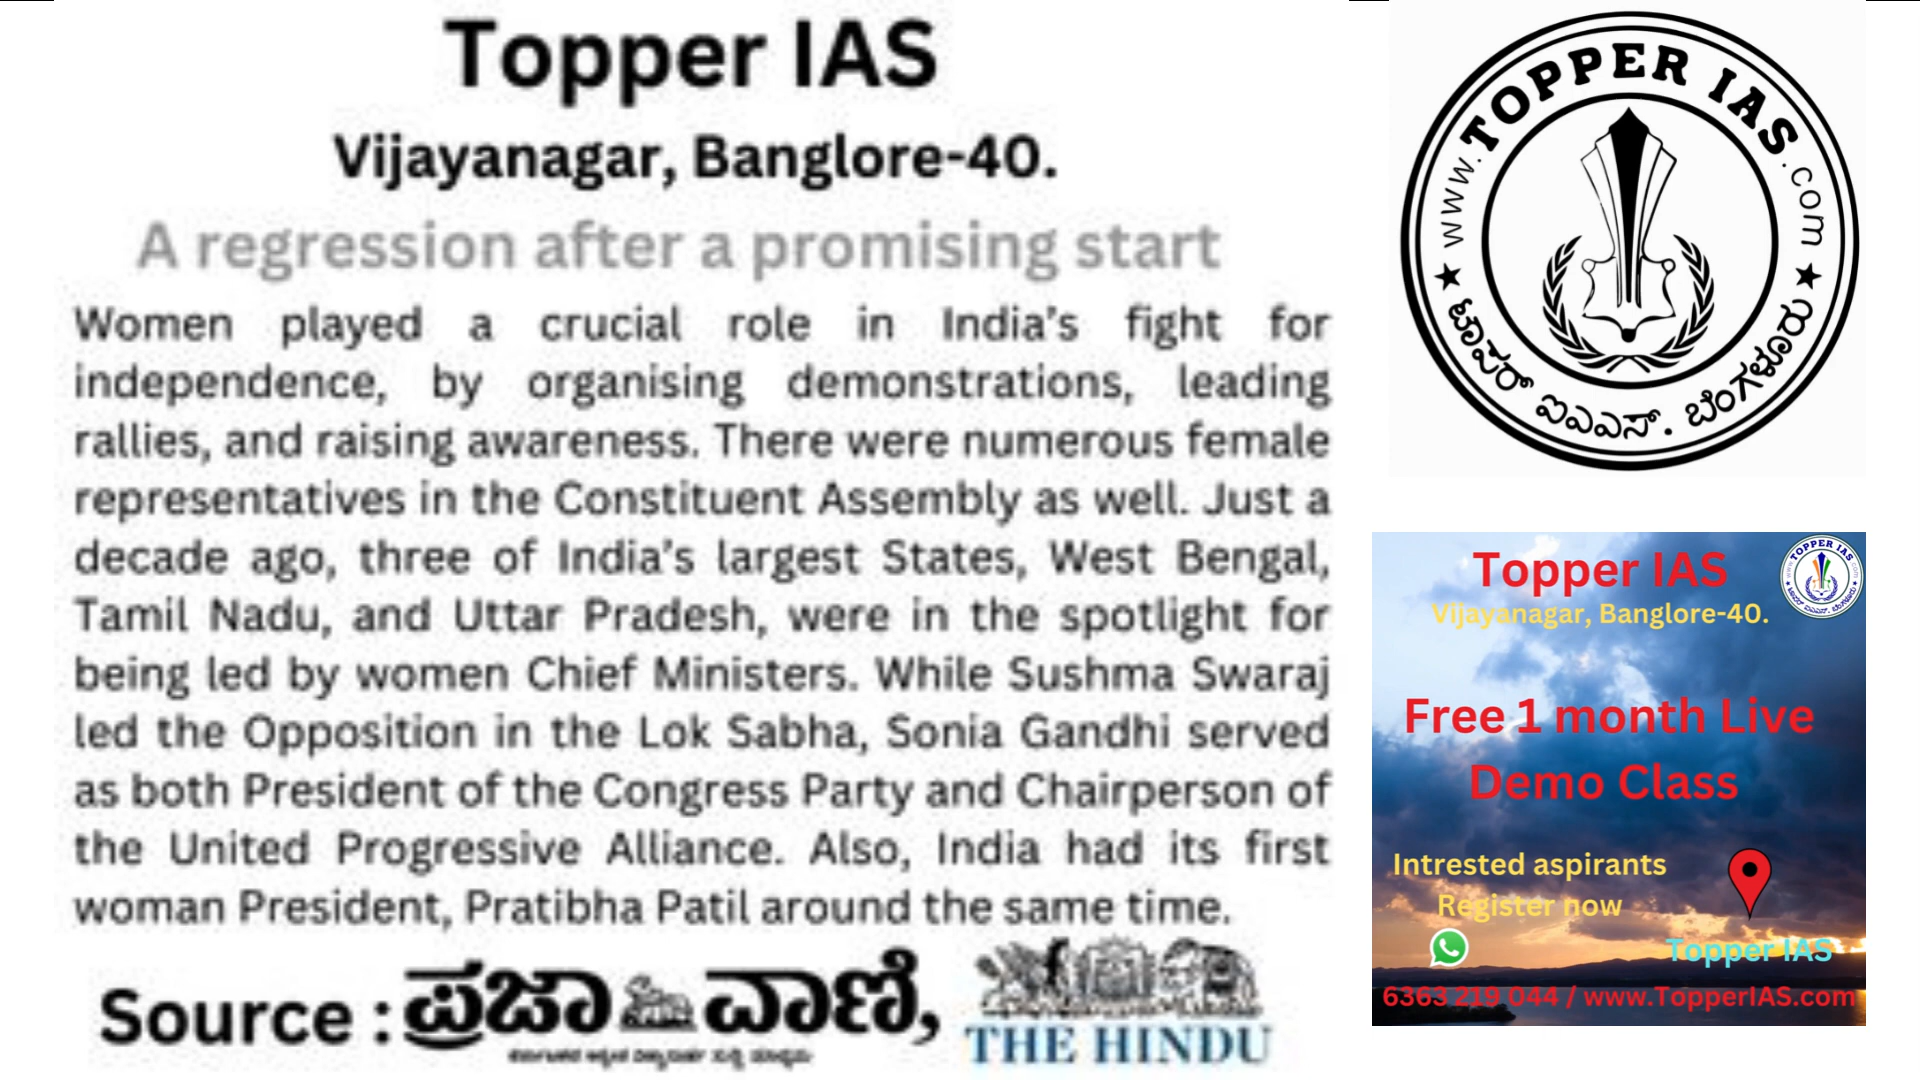 Topper IAS
Vijayanagar, Banglore-40.
A regression after a promising start
Women played a crucial role in India's fight for
independence, by organising demonstrations, leading
rallies, and raising awareness. There were numerous female
representatives in the Constituent Assembly as well. Just a
decade ago, three of India's largest States, West Bengal,
Tamil Nadu, and Uttar Pradesh, were in the spotlight for
being led by women Chief Ministers. While Sushma Swaraj
led the Opposition in the Lok Sabha, Sonia Gandhi served
as both President of the Congress Party and Chairperson of
the United Progressive Alliance. Also, India had its first
woman President, Pratibha Patil around the same time.
Source : ಪ್ರಜಾವಾಣಿ,
THE HINDU
www.TOPPER IAS.com
ಟಾಪರ್ ಐಎಎಸ್. ಬೆಂಗಳೂರು
Topper IAS
Vijayanagar, Banglore-40.
TOPPER IAS
Free 1 month Live
Demo Class
Intrested aspirants
Register now
Topper IAS
6363 219 044 / www.TopperIAS.com